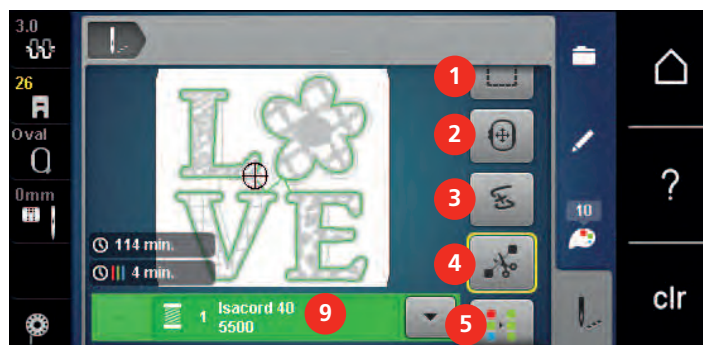 3.0
26
Oval
0mm
LOVE
114 min.
4 min.
1 Isacord 40
5500
1
2
3
4
9
5
10
?
clr